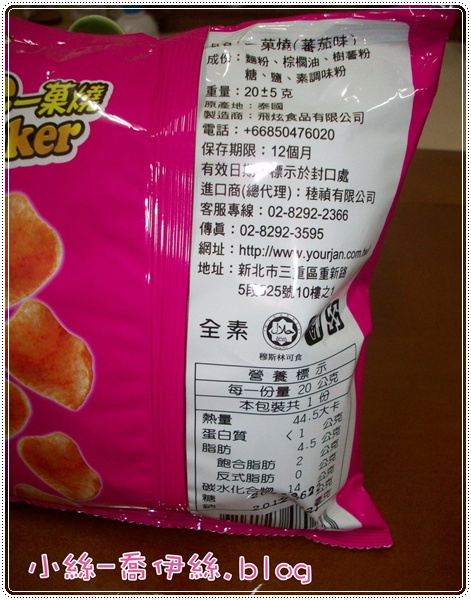 一菓燒
ker
品名：一菓燒(蕃茄味)
成份：麵粉、棕櫚油、樹薯粉
糖、鹽、素調味粉
重量：20±5克
原產地：泰國
製造商：飛炫食品有限公司
電話：+66850476020
保存期限：12個月
有效日期：標示於封口處
進口商(總代理)：稑禎有限公司
客服專線：02-8292-2366
傳真：02-8292-3595
網址：http://www.yourjan.com.tw
地址：新北市三重區重新路
5段525號10樓之1
全素
穆斯林可食
營養標示
每一份量 20 公克
本包裝共 1 份
熱量 44.5大卡
蛋白質 <1 公克
脂肪 4.5 公克
飽合脂肪 2 公克
反式脂肪 0 公克
碳水化合物 14
糖
小絲-喬伊絲.blog